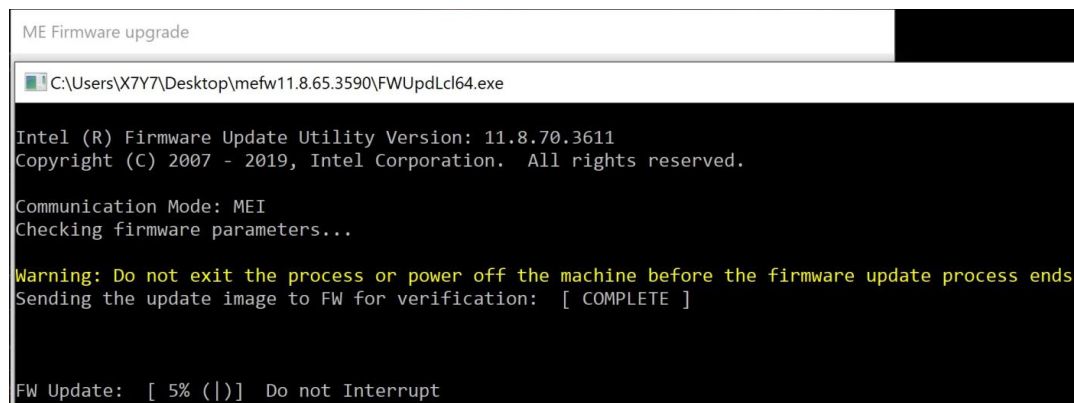 ME Firmware upgrade
C:\Users\X7Y7\Desktop\mefw11.8.65.3590\FWUpdLcl64.exe
Intel (R) Firmware Update Utility Version: 11.8.70.3611
Copyright (C) 2007 - 2019, Intel Corporation.  All rights reserved.
Communication Mode: MEI
Checking firmware parameters...
Warning: Do not exit the process or power off the machine before the firmware update process ends
Sending the update image to FW for verification:  [ COMPLETE ]
FW Update:  [ 5% (|)]  Do not Interrupt